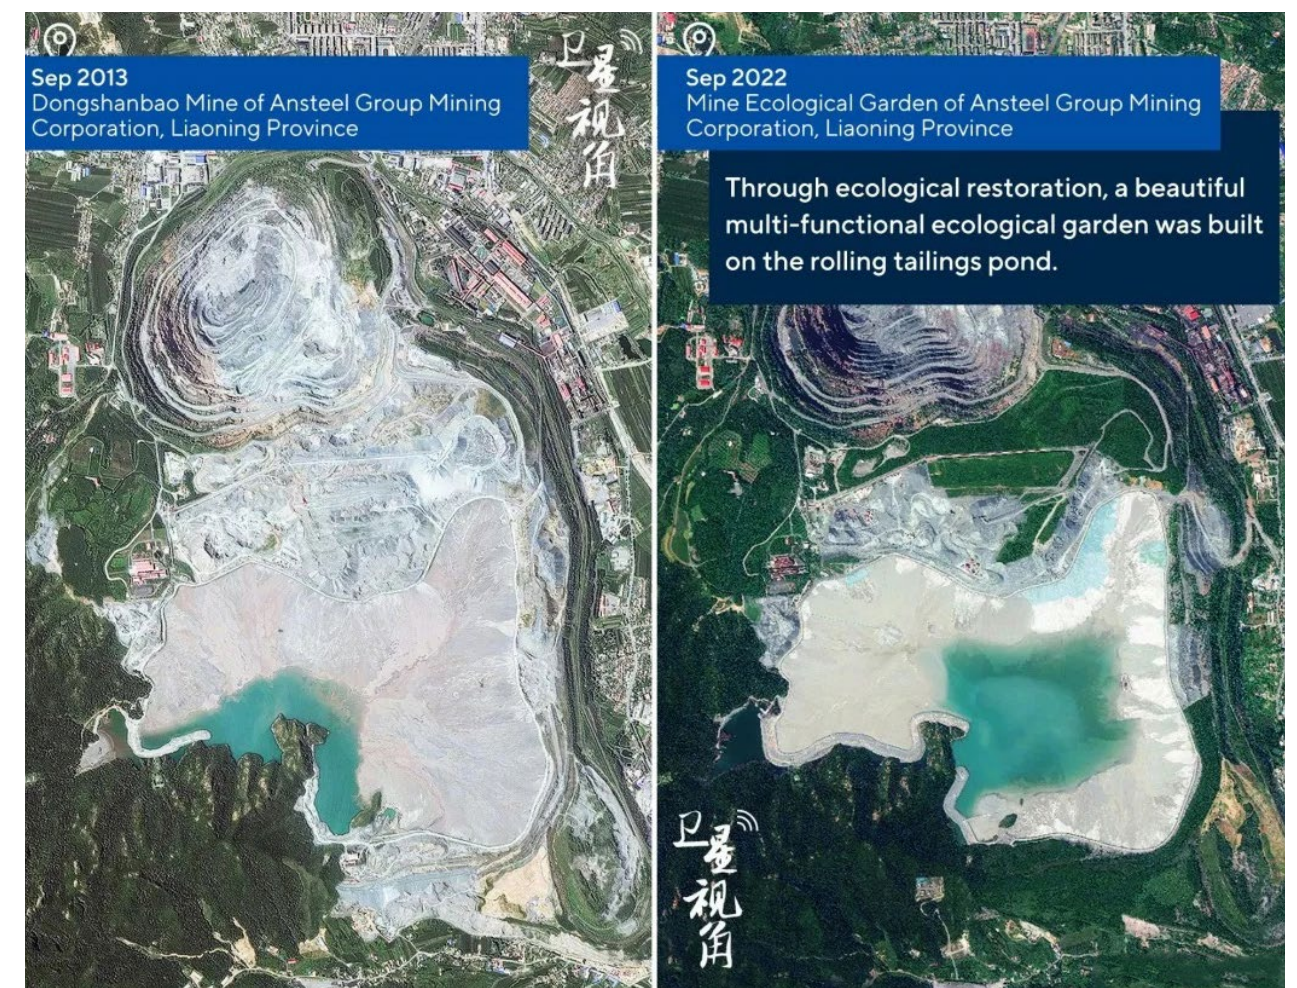 Sep 2013
Dongshanbao Mine of Ansteel Group Mining
Corporation, Liaoning Province
卫星视角
Sep 2022
Mine Ecological Garden of Ansteel Group Mining
Corporation, Liaoning Province
Through ecological restoration, a beautiful
multi-functional ecological garden was built
on the rolling tailings pond.
卫星视角